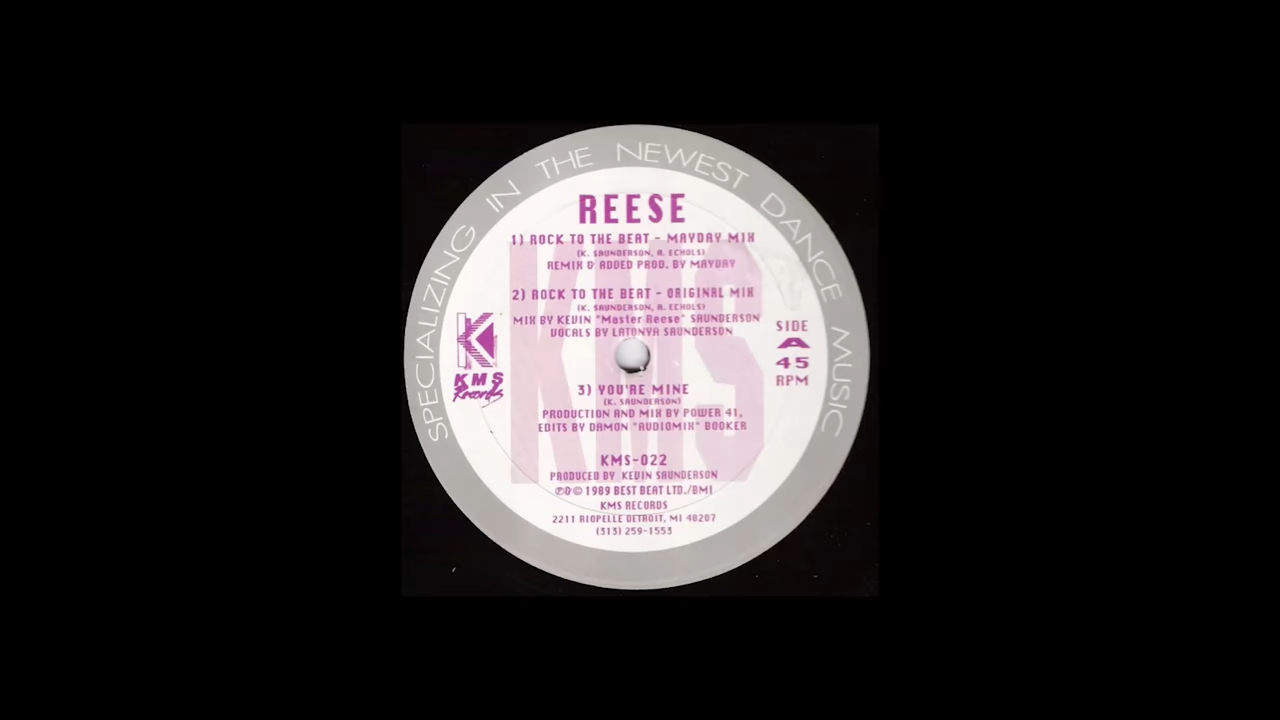 SPECIALIZING IN THE NEWEST DANCE MUSIC
REESE
1) ROCK TO THE BEAT - MAYDAY MIX
(K. SAUNDERSON, A. ECHOLS)
REMIX & ADDED PROD. BY MAYDAY
2) ROCK TO THE BEAT - ORIGINAL MIX
(K. SAUNDERSON, A. ECHOLS)
MIX BY KEVIN "Master Reese" SAUNDERSON
VOCALS BY LATONYA SAUNDERSON
KMS
K
KMS
Records
SIDE
A
45
RPM
3) YOU'RE MINE
(K. SAUNDERSON)
PRODUCTION AND MIX BY POWER 41,
EDITS BY DAMON "AUDIOMIX" BOOKER
KMS-022
PRODUCED BY KEVIN SAUNDERSON
℗&© 1989 BEST BEAT LTD./BMI
KMS RECORDS
2211 RIOPELLE DETROIT, MI 48207
(313) 259-1553